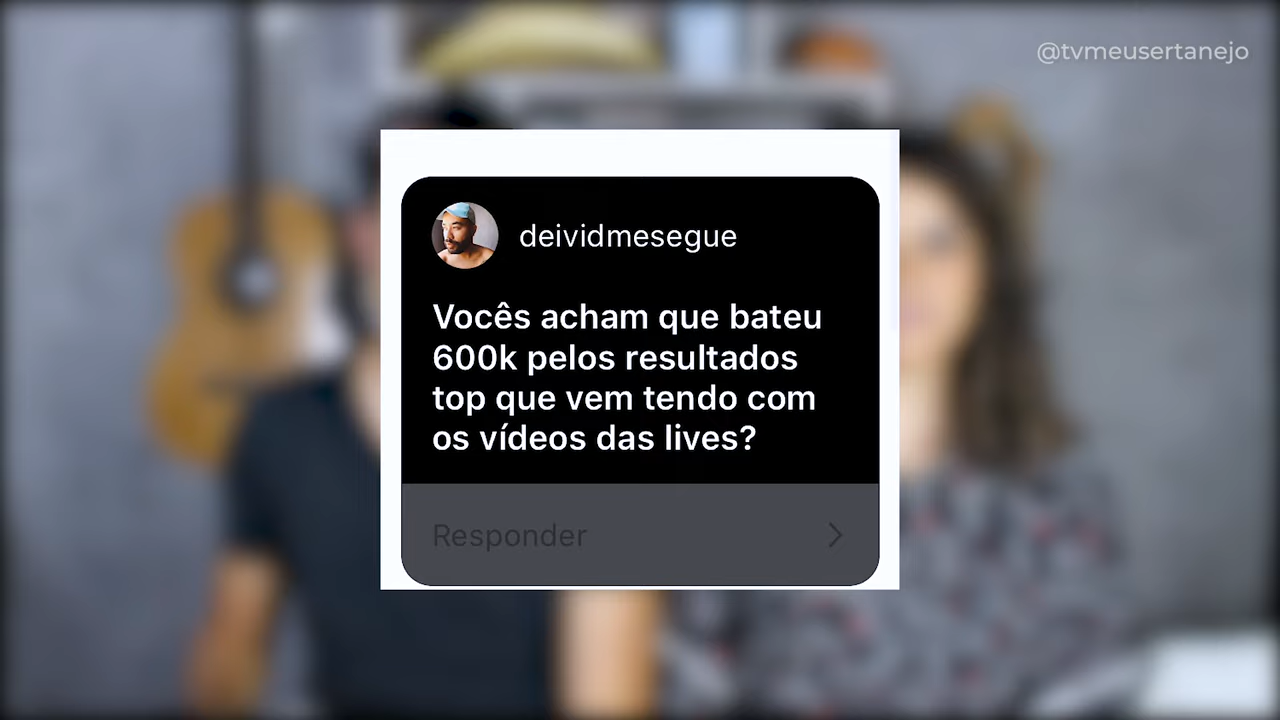 @tvmeusertanejo
deividmesegue
Vocês acham que bateu
600k pelos resultados
top que vem tendo com
os vídeos das lives?
Responder